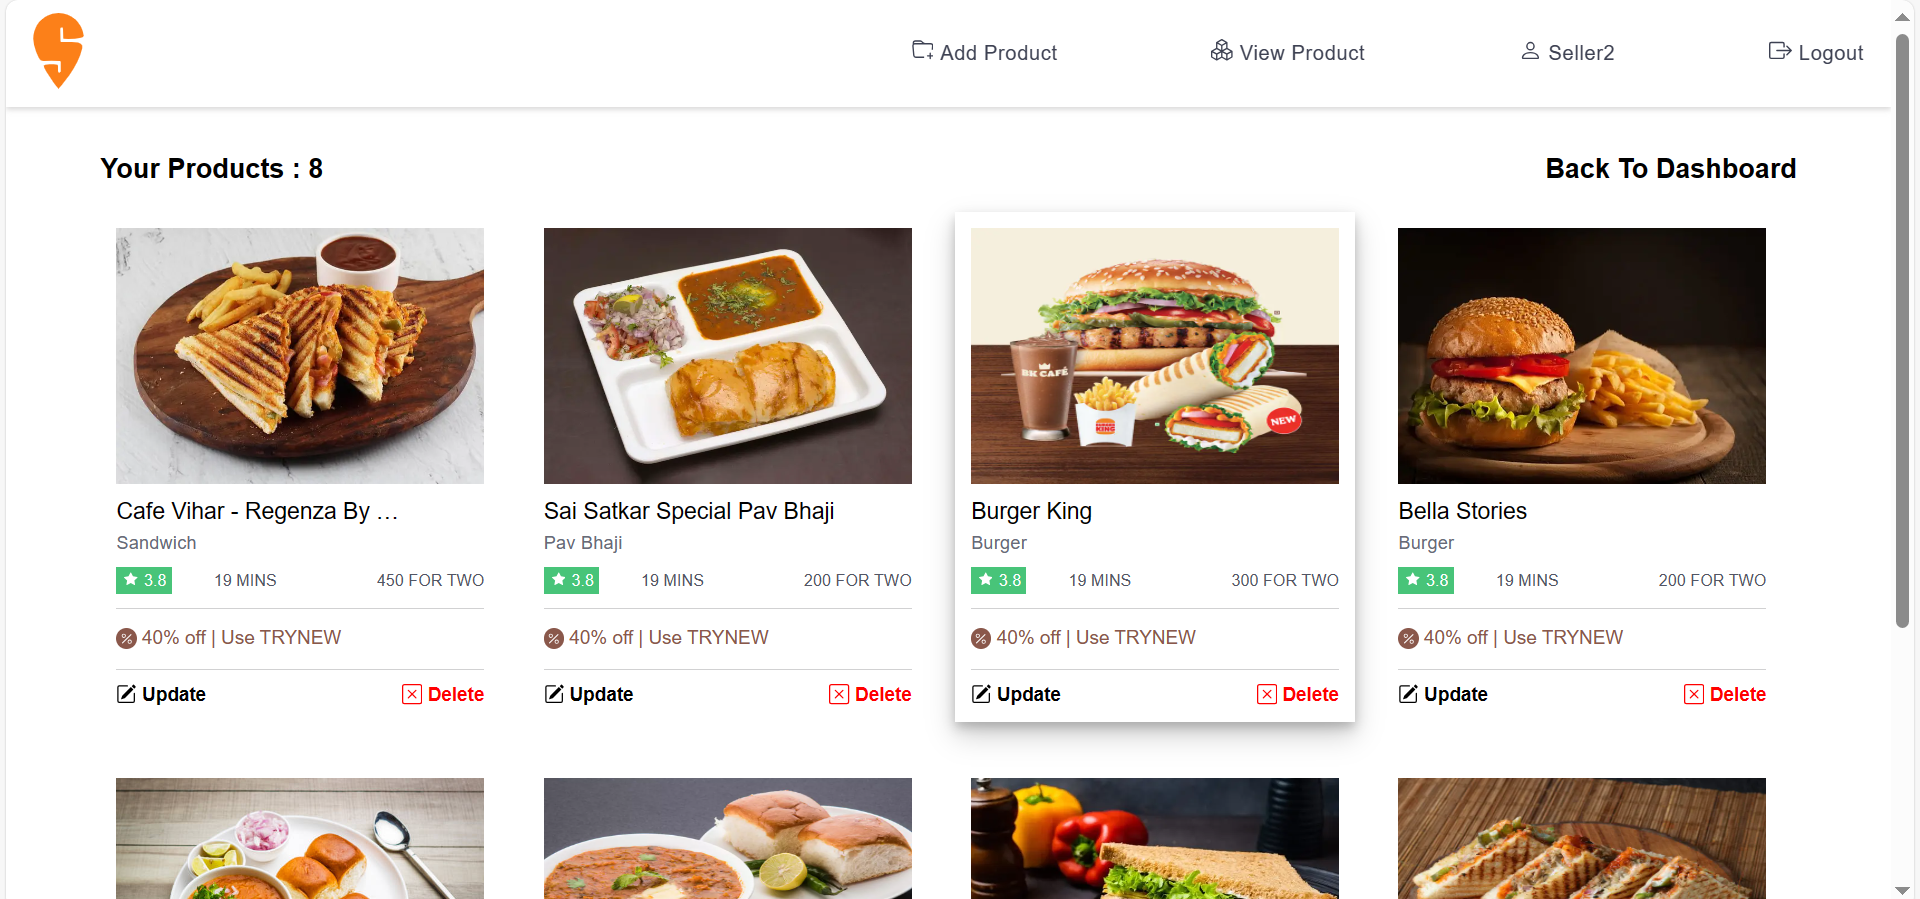 Add Product
View Product
Seller2
Logout
Your Products : 8
Back To Dashboard
BK CAFÉ
BURGER KING
NEW
Cafe Vihar - Regenza By ...
Sandwich
3.8 19 MINS 450 FOR TWO
40% off | Use TRYNEW
Update Delete
Sai Satkar Special Pav Bhaji
Pav Bhaji
3.8 19 MINS 200 FOR TWO
40% off | Use TRYNEW
Update Delete
Burger King
Burger
3.8 19 MINS 300 FOR TWO
40% off | Use TRYNEW
Update Delete
Bella Stories
Burger
3.8 19 MINS 200 FOR TWO
40% off | Use TRYNEW
Update Delete